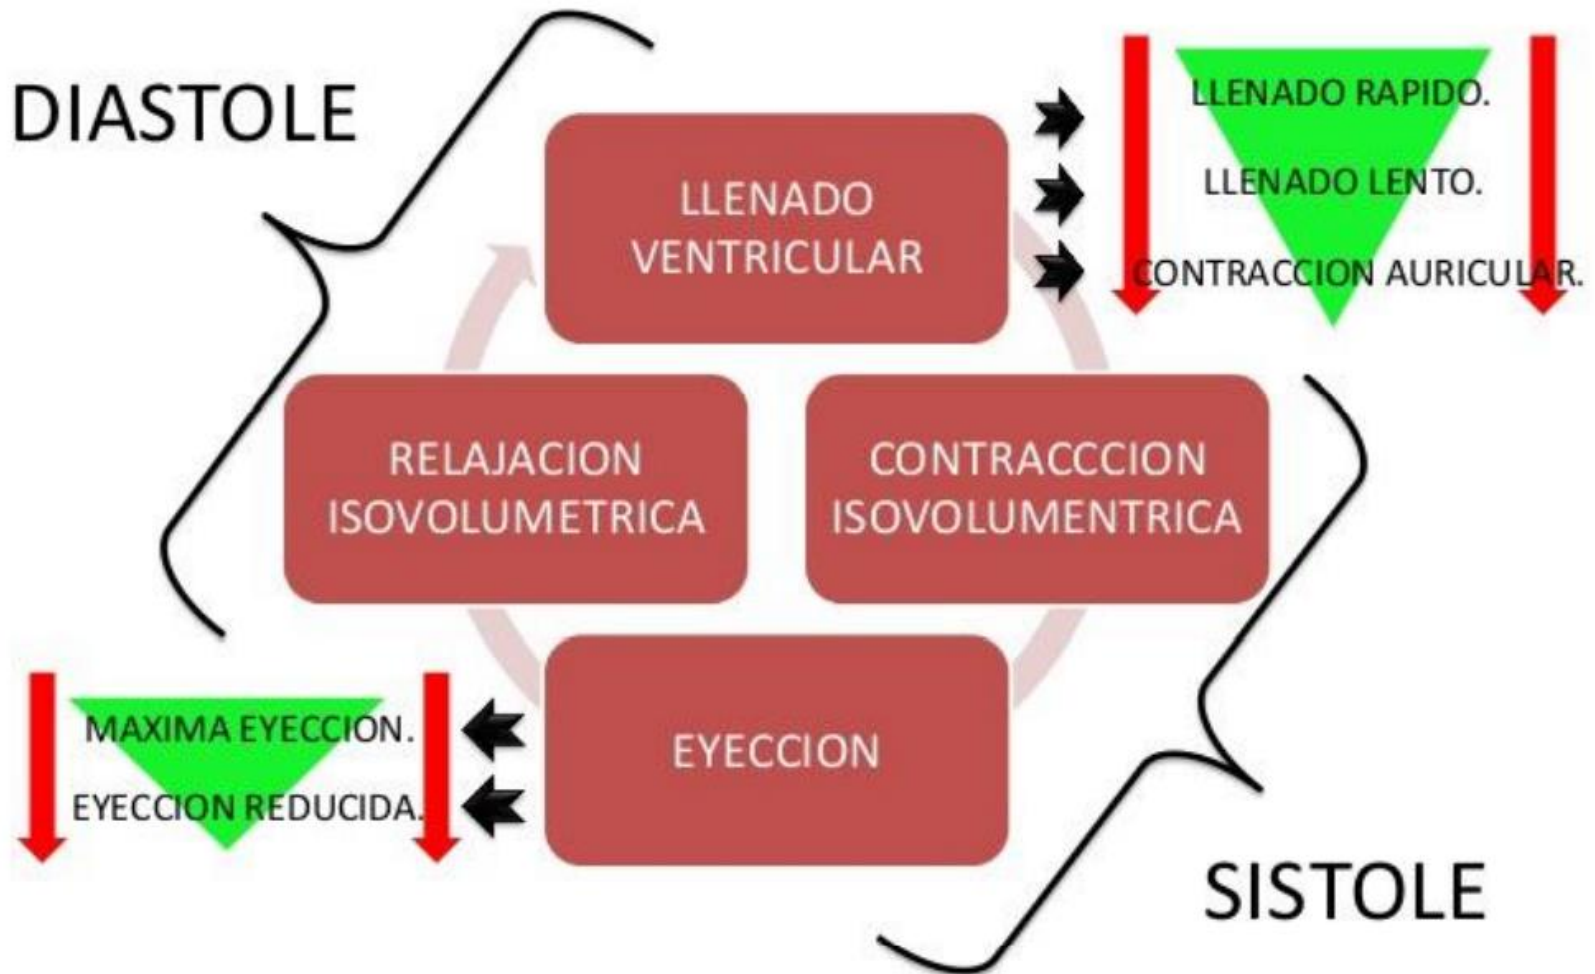 DIASTOLE
LLENADO
VENTRICULAR
LLENADO RAPIDO.
LLENADO LENTO.
CONTRACCION AURICULAR.
RELAJACION
ISOVOLUMETRICA
CONTRACCCION
ISOVOLUMENTRICA
MAXIMA EYECCION.
EYECCION REDUCIDA.
EYECCION
SISTOLE